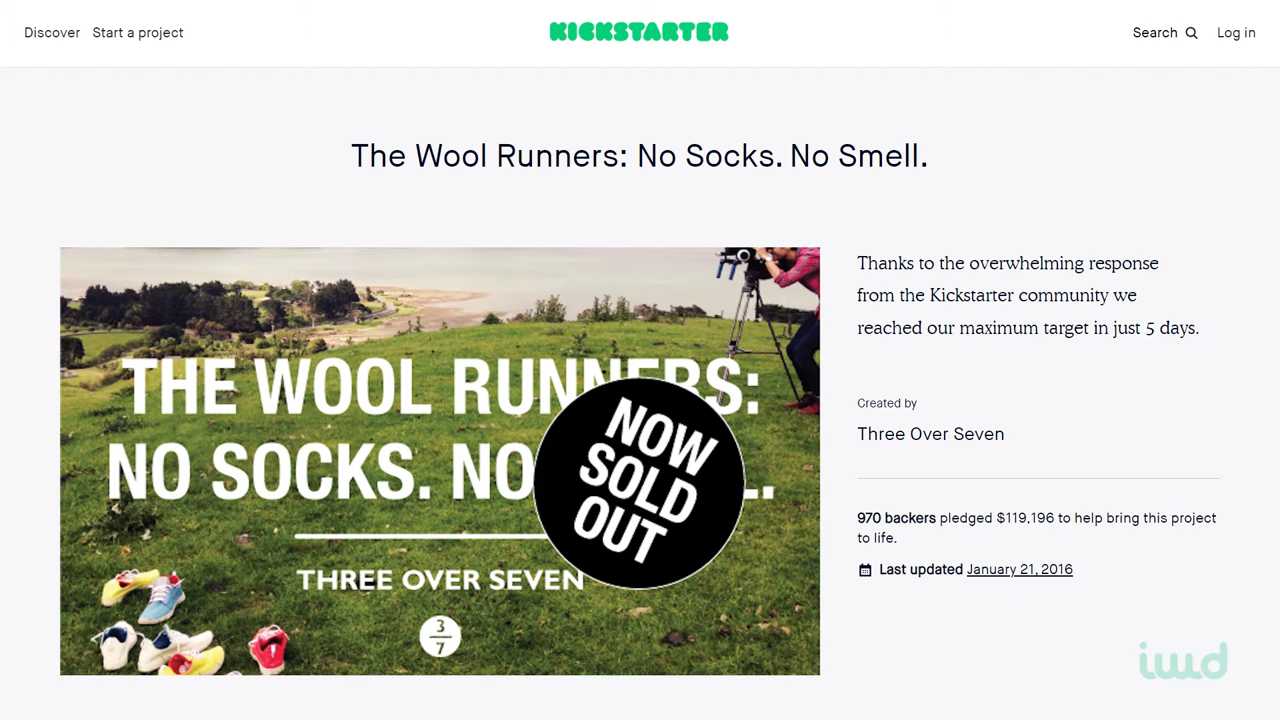 Discover Start a project KICKSTARTER Search Log in
The Wool Runners: No Socks. No Smell.
THE WOOL RUNNERS:
NO SOCKS. NO
NOW
SOLD
OUT
THREE OVER SEVEN
3
7
Thanks to the overwhelming response
from the Kickstarter community we
reached our maximum target in just 5 days.
Created by
Three Over Seven
970 backers pledged $119,196 to help bring this project
to life.
Last updated January 21, 2016
iwd